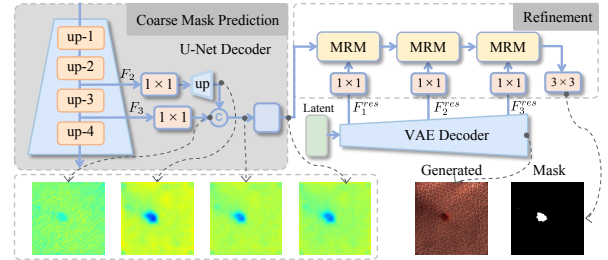 Coarse Mask Prediction
U-Net Decoder
up-1
up-2
up-3
up-4
F₂
1×1
up
F₃
1×1
C
Refinement
MRM
MRM
MRM
1×1
1×1
1×1
3×3
F₁ʳᵉˢ
F₂ʳᵉˢ
F₃ʳᵉˢ
Latent
VAE Decoder
Generated
Mask